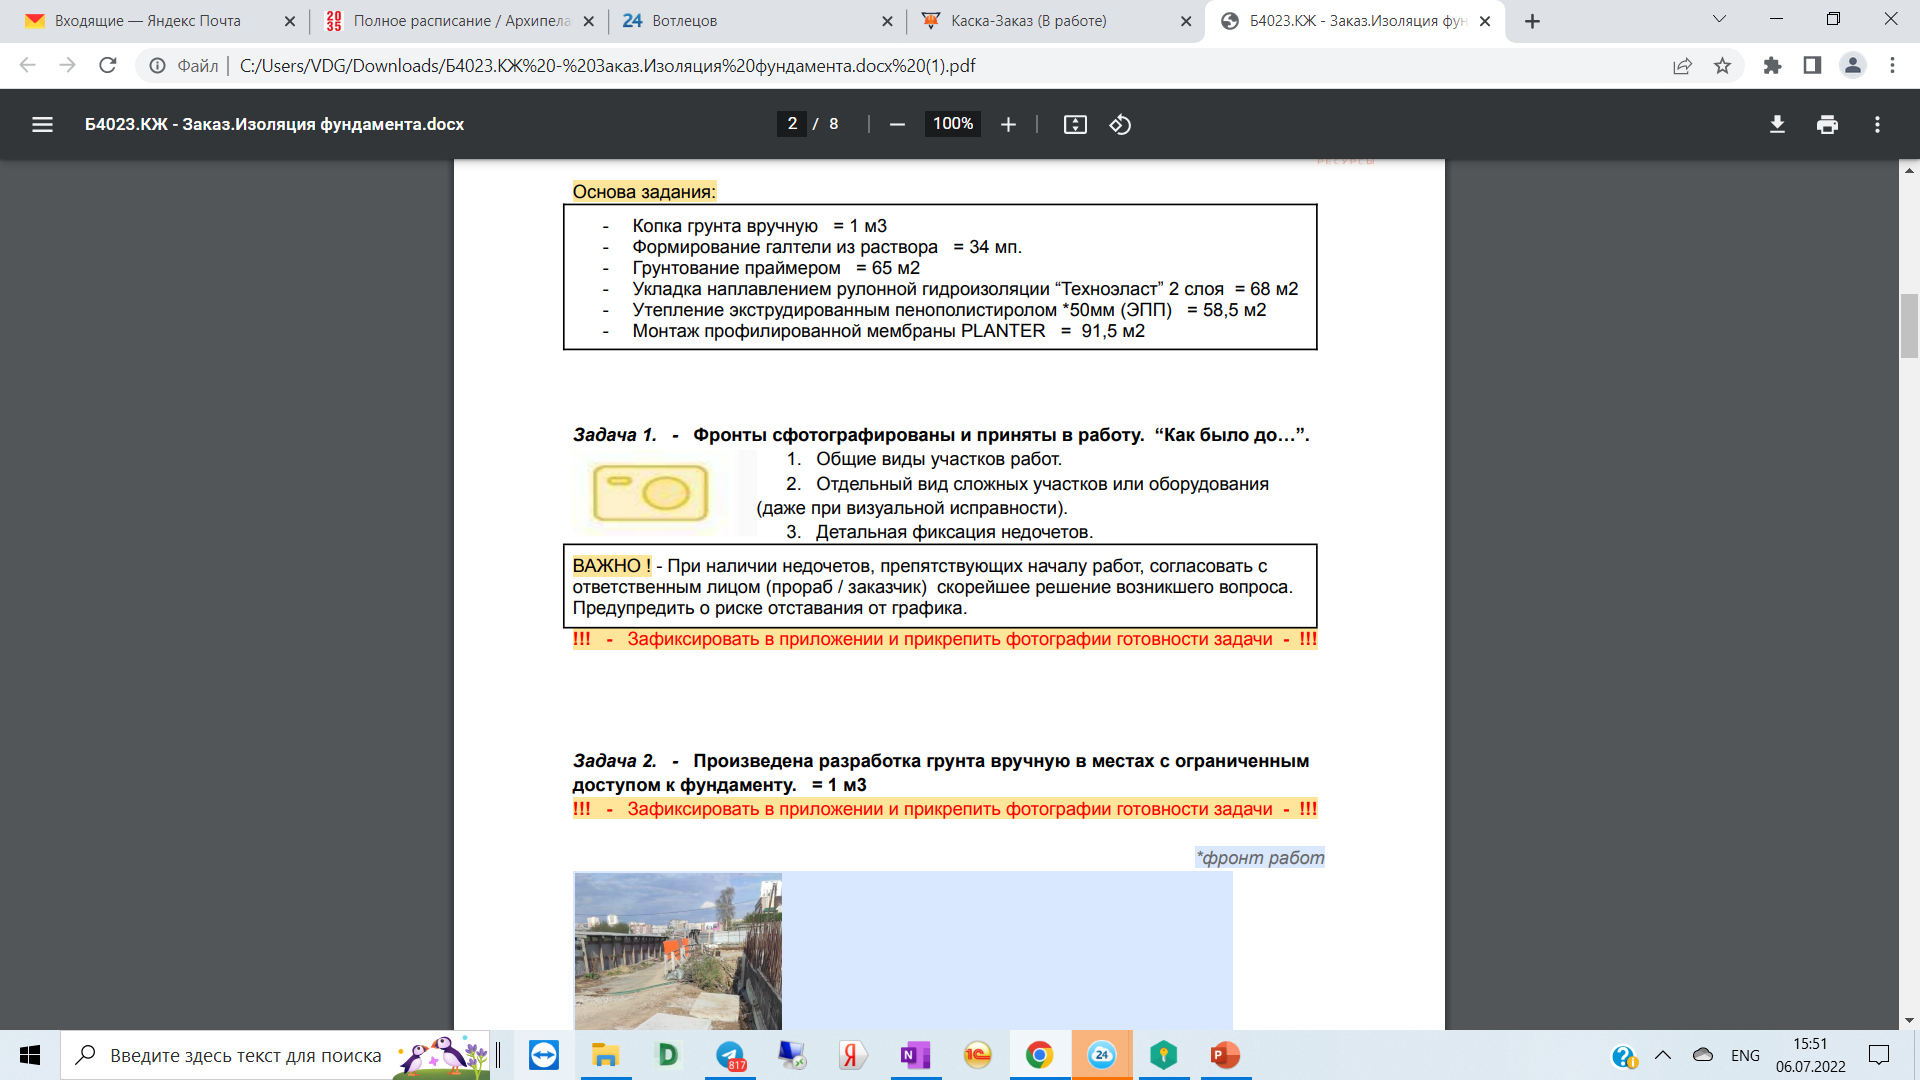 Входящие — Яндекс Почта
Полное расписание / Архипела
24 Вотлецов
Каска-Заказ (В работе)
Б4023.КЖ - Заказ.Изоляция фун
Файл | C:/Users/VDG/Downloads/Б4023.КЖ%20-%20Заказ.Изоляция%20фундамента.docx%20(1).pdf
Б4023.КЖ - Заказ.Изоляция фундамента.docx
2 / 8
100%
РЕСУРСЫ
Основа задания:
- Копка грунта вручную = 1 м3
- Формирование галтели из раствора = 34 мп.
- Грунтование праймером = 65 м2
- Укладка наплавлением рулонной гидроизоляции “Техноэласт” 2 слоя = 68 м2
- Утепление экструдированным пенополистиролом *50мм (ЭПП) = 58,5 м2
- Монтаж профилированной мембраны PLANTER = 91,5 м2
Задача 1. - Фронты сфотографированы и приняты в работу. “Как было до…”.
1. Общие виды участков работ.
2. Отдельный вид сложных участков или оборудования
(даже при визуальной исправности).
3. Детальная фиксация недочетов.
ВАЖНО ! - При наличии недочетов, препятствующих началу работ, согласовать с
ответственным лицом (прораб / заказчик) скорейшее решение возникшего вопроса.
Предупредить о риске отставания от графика.
!!! - Зафиксировать в приложении и прикрепить фотографии готовности задачи - !!!
Задача 2. - Произведена разработка грунта вручную в местах с ограниченным
доступом к фундаменту. = 1 м3
!!! - Зафиксировать в приложении и прикрепить фотографии готовности задачи - !!!
*фронт работ
Введите здесь текст для поиска
817
24
ENG
15:51
06.07.2022